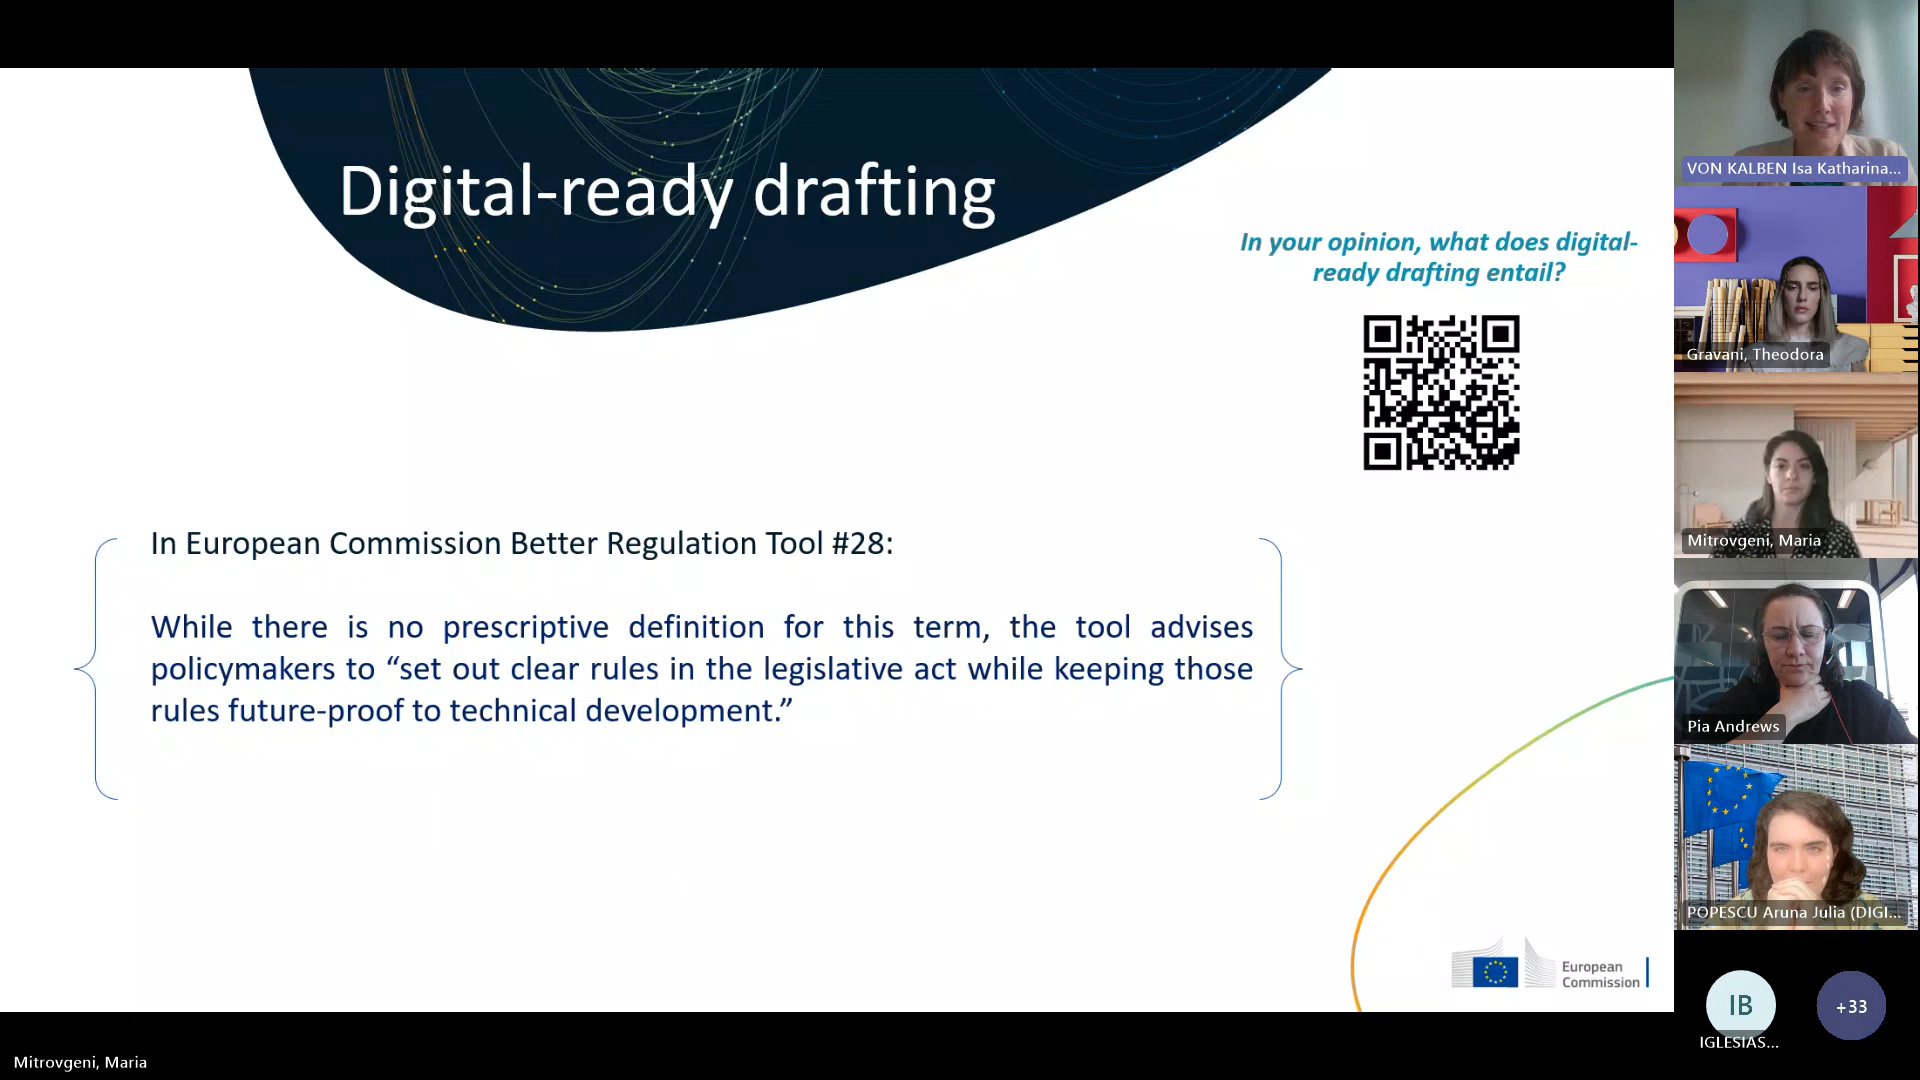 Digital-ready drafting
In your opinion, what does digital-
ready drafting entail?
In European Commission Better Regulation Tool #28:
While there is no prescriptive definition for this term, the tool advises
policymakers to “set out clear rules in the legislative act while keeping those
rules future-proof to technical development.”
European
Commission
VON KALBEN Isa Katharina...
Gravani, Theodora
Mitrovgeni, Maria
Pia Andrews
POPESCU Aruna Julia (DIGI...
IB
+33
IGLESIAS...
Mitrovgeni, Maria